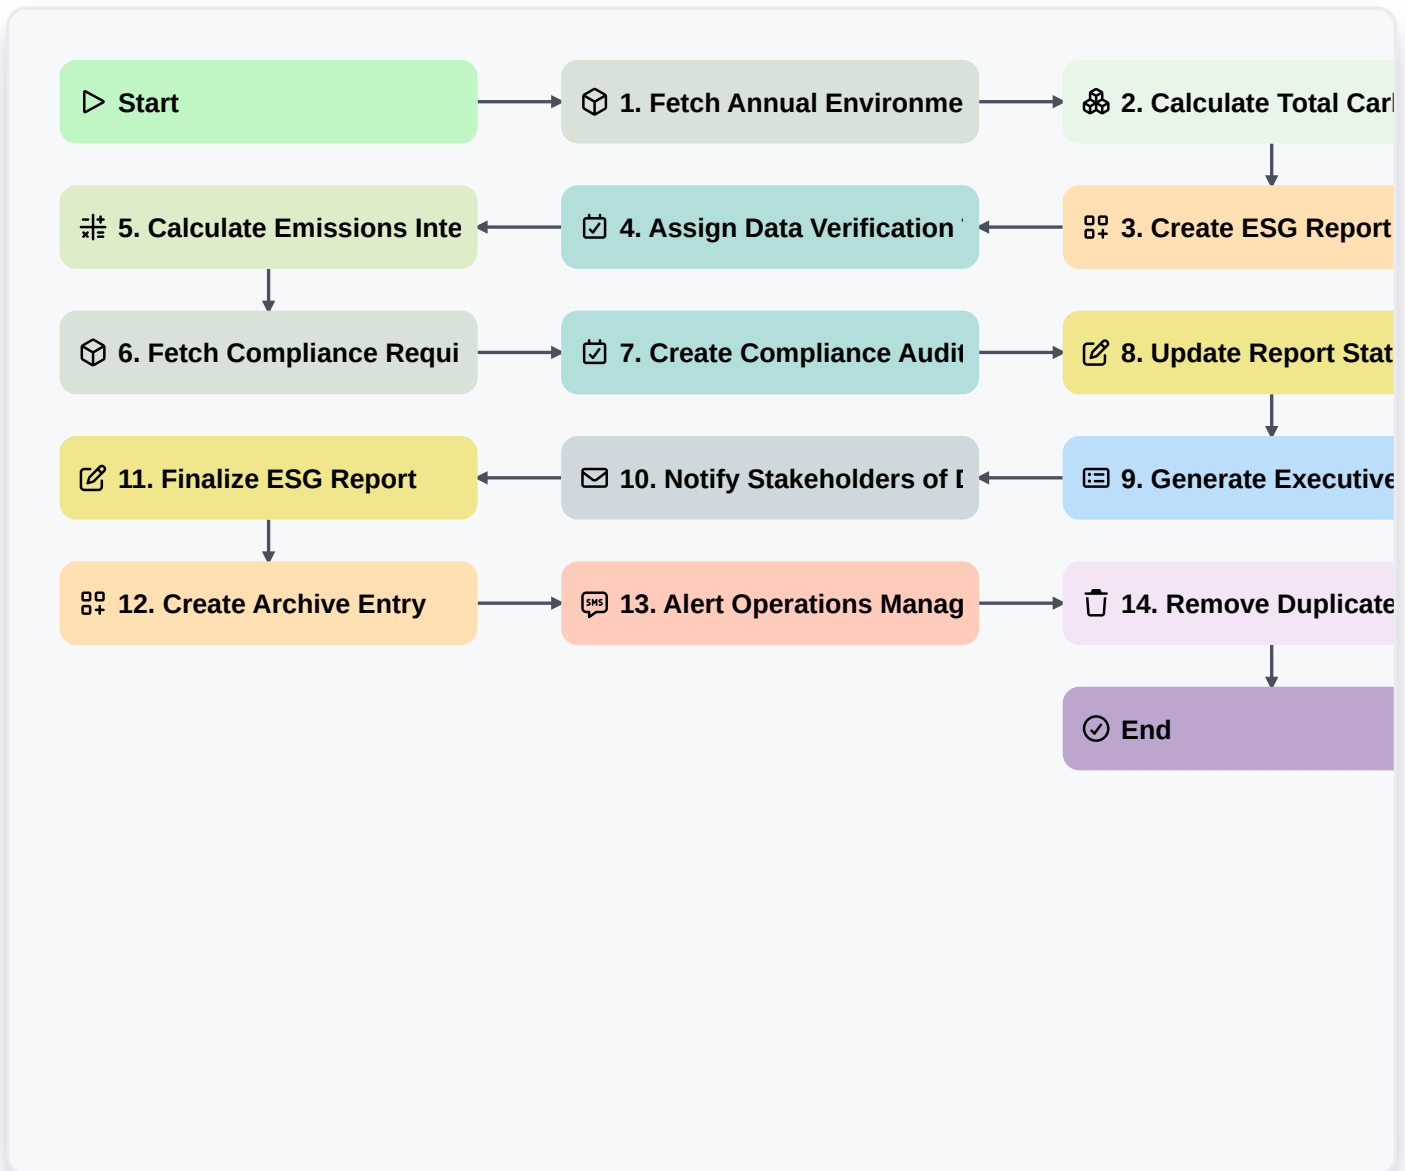 Start
1. Fetch Annual Environme
2. Calculate Total Car
5. Calculate Emissions Inte
4. Assign Data Verification
3. Create ESG Report
6. Fetch Compliance Requi
7. Create Compliance Audit
8. Update Report Stat
11. Finalize ESG Report
10. Notify Stakeholders of D
9. Generate Executive
12. Create Archive Entry
13. Alert Operations Manag
14. Remove Duplicate
End